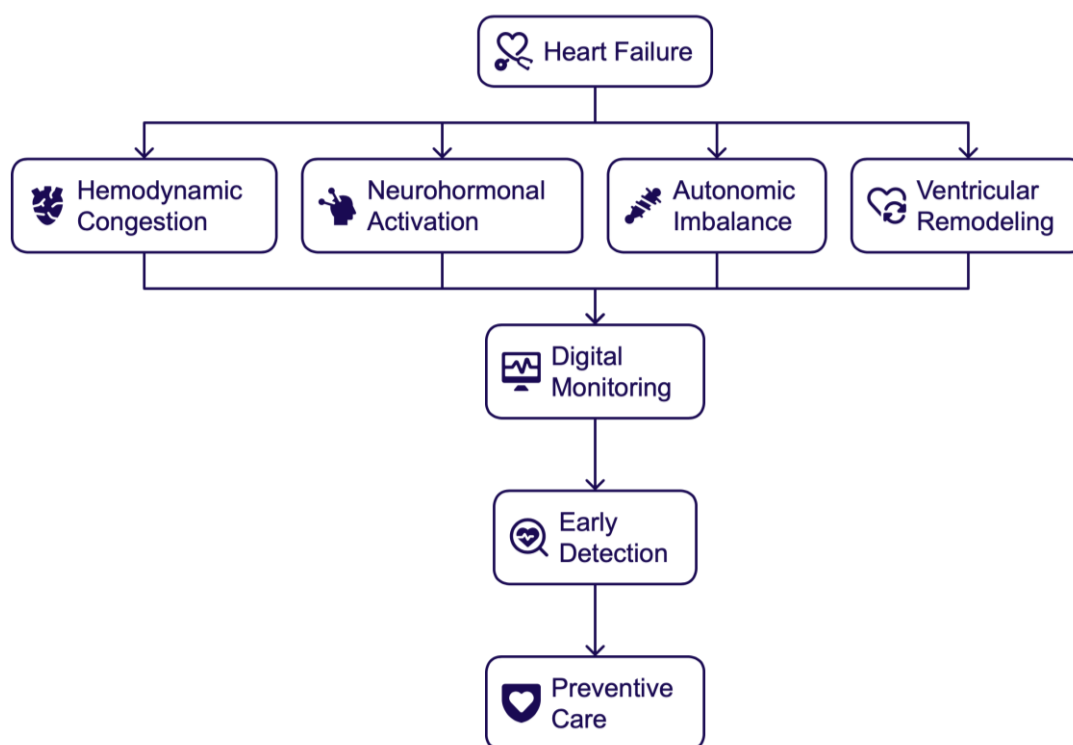 Heart Failure
Hemodynamic
Congestion
Neurohormonal
Activation
Autonomic
Imbalance
Ventricular
Remodeling
Digital
Monitoring
Early
Detection
Preventive
Care